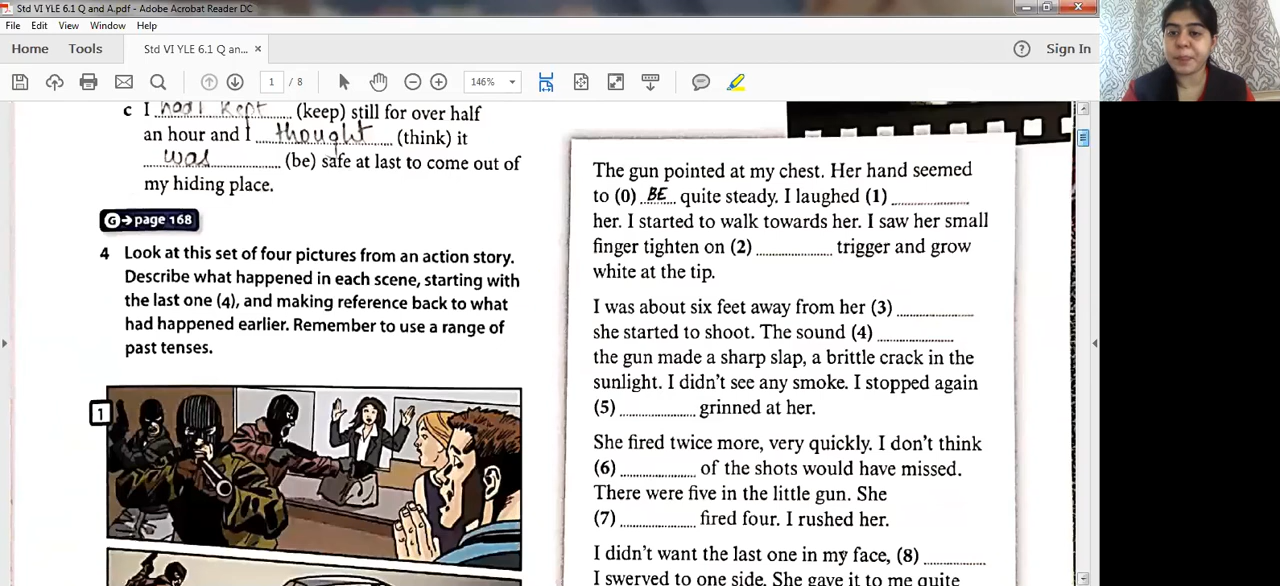 Std VI YLE 6.1 Q and A.pdf - Adobe Acrobat Reader DC
File Edit View Window Help
Home Tools Std VI YLE 6.1 Q an... × ? Sign In
1 / 8 146%
c I had kept (keep) still for over half
an hour and I thought (think) it
was (be) safe at last to come out of
my hiding place.
G→page 168
4 Look at this set of four pictures from an action story.
Describe what happened in each scene, starting with
the last one (4), and making reference back to what
had happened earlier. Remember to use a range of
past tenses.
1
The gun pointed at my chest. Her hand seemed
to (0) BE quite steady. I laughed (1) ..................
her. I started to walk towards her. I saw her small
finger tighten on (2) .................. trigger and grow
white at the tip.
I was about six feet away from her (3) ..................
she started to shoot. The sound (4) ..................
the gun made a sharp slap, a brittle crack in the
sunlight. I didn't see any smoke. I stopped again
(5) .................. grinned at her.
She fired twice more, very quickly. I don't think
(6) .................. of the shots would have missed.
There were five in the little gun. She
(7) .................. fired four. I rushed her.
I didn't want the last one in my face, (8) ..................
I swerved to one side. She gave it to me quite